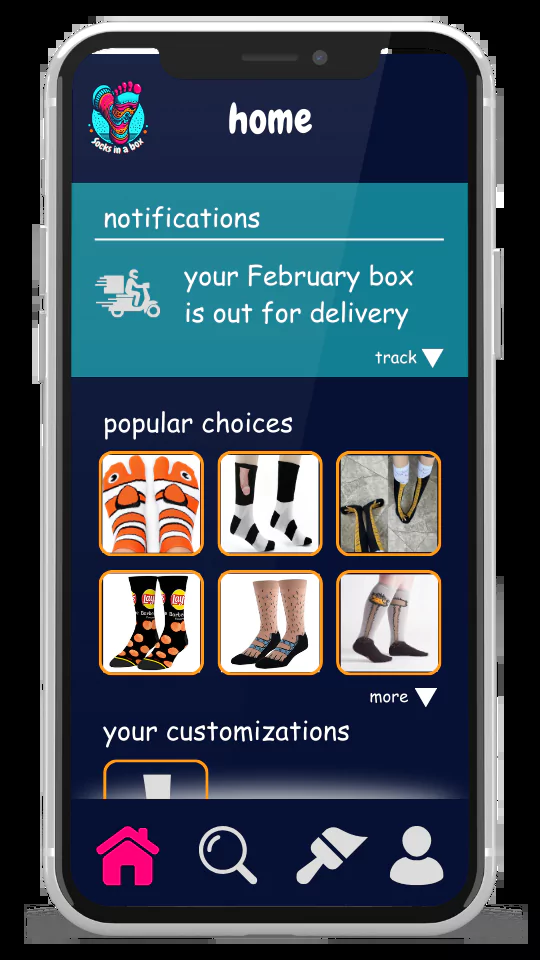 home
socks in a box
notifications
your February box
is out for delivery
track
popular choices
Lay
Lay
Barbe
more
your customizations